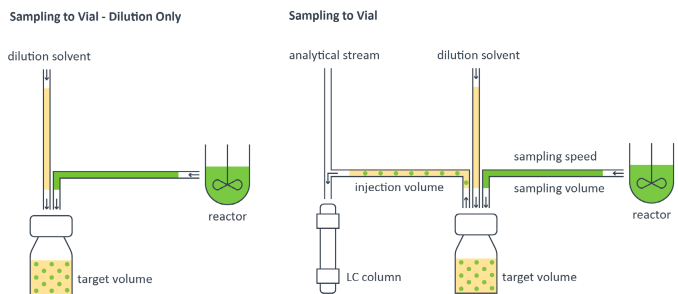 Sampling to Vial - Dilution Only
dilution solvent
reactor
target volume
Sampling to Vial
analytical stream
dilution solvent
sampling speed
injection volume
sampling volume
reactor
LC column
target volume